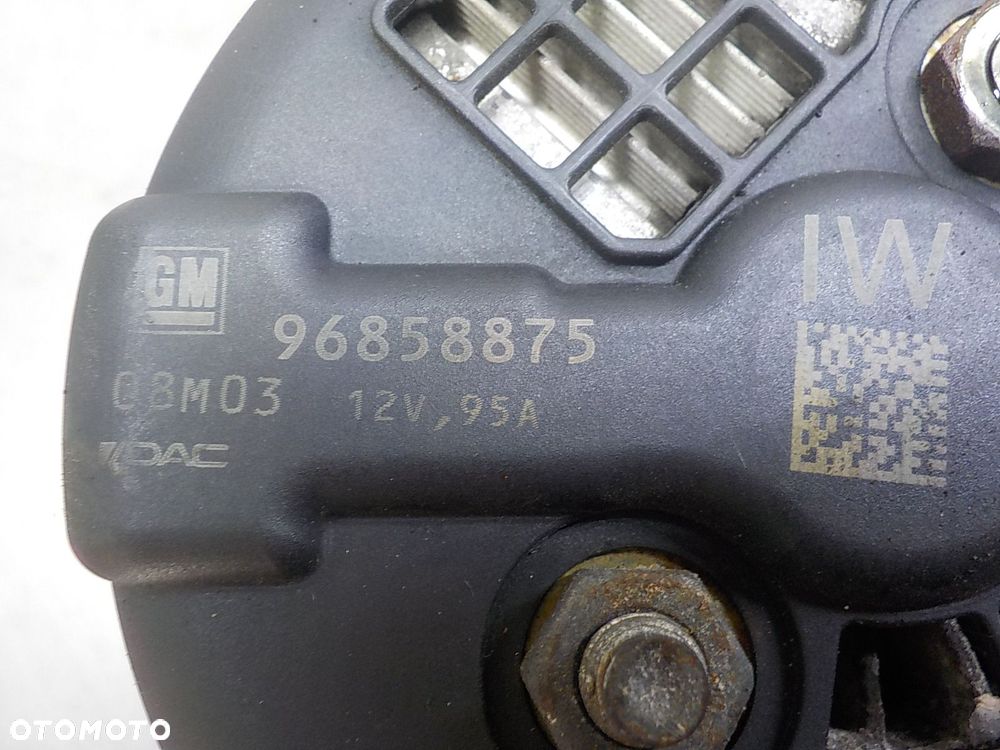 IW
GM
96858875
08M03
12V, 95A
DAC
OTOMOTO